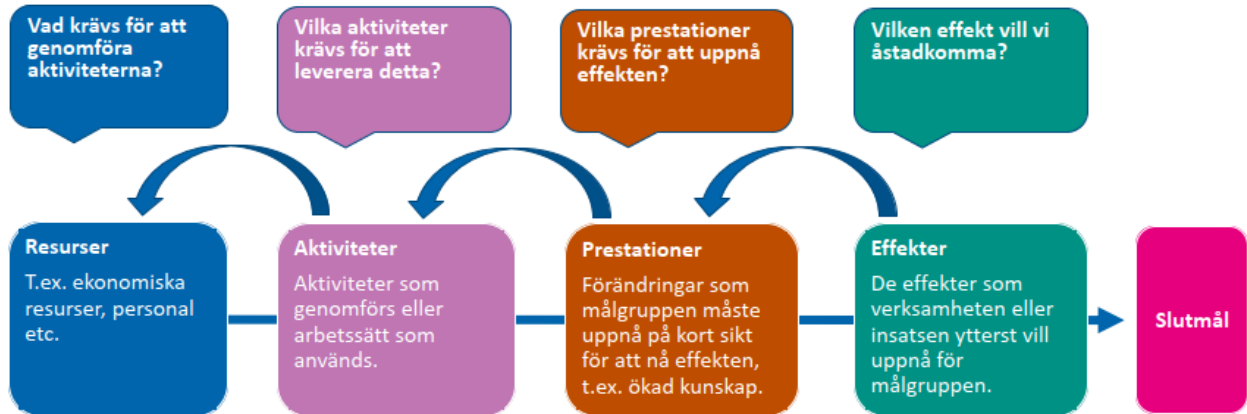 Vad krävs för att
genomföra
aktiviteterna?
Vilka aktiviteter
krävs för att
leverera detta?
Vilka prestationer
krävs för att uppnå
effekten?
Vilken effekt vill vi
åstadkomma?
Resurser
T.ex. ekonomiska
resurser, personal
etc.
Aktiviteter
Aktiviteter som
genomförs eller
arbetssätt som
används.
Prestationer
Förändringar som
målgruppen måste
uppnå på kort sikt
för att nå effekten,
t.ex. ökad kunskap.
Effekter
De effekter som
verksamheten eller
insatsen ytterst vill
uppnå för
målgruppen.
Slutmål